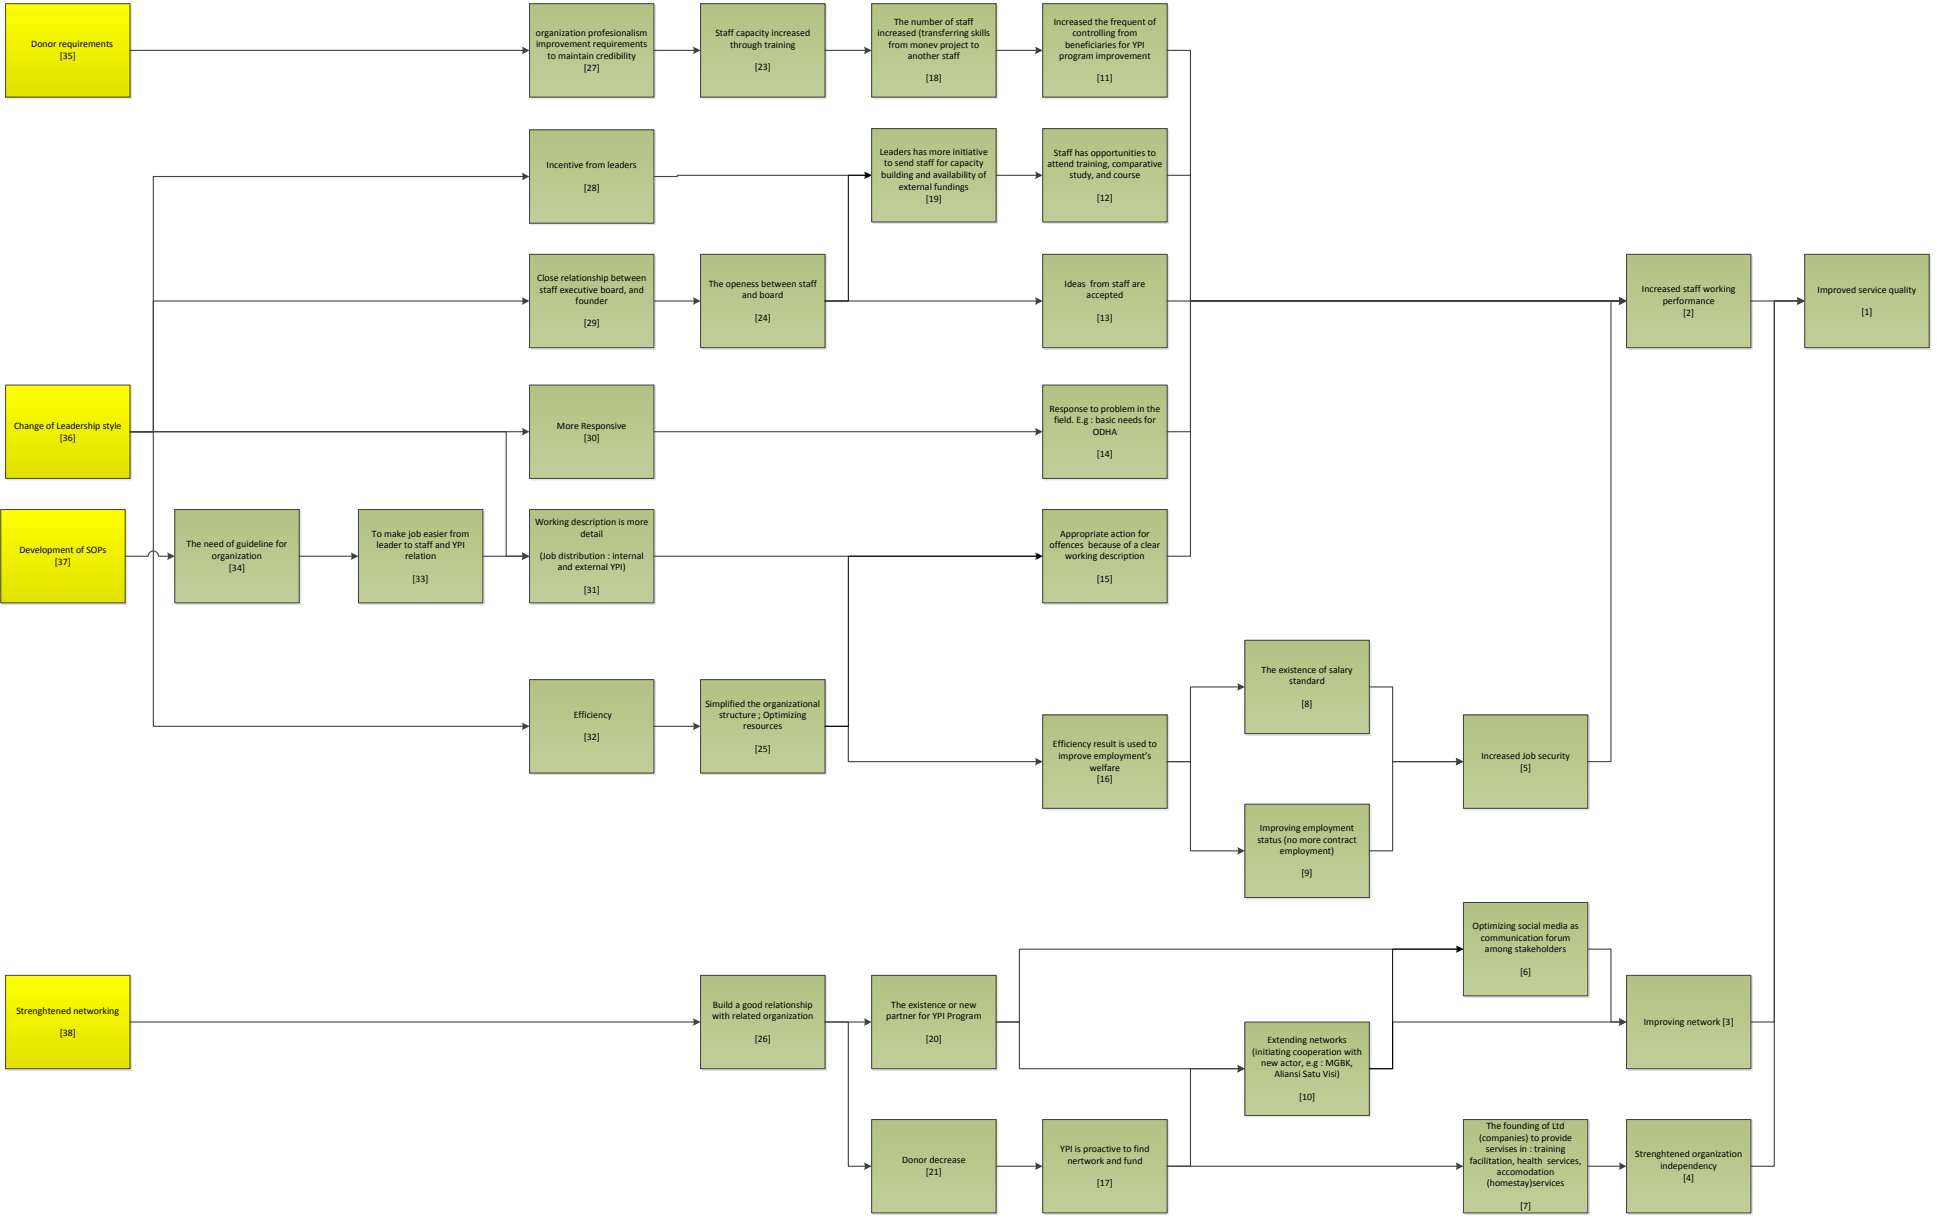 Donor requirements
[35]
organization profesionalism
improvement requirements
to maintain credibility
[27]
Staff capacity increased
through training
[23]
The number of staff
increased (transferring skills
from monev project to
another staff
[18]
Increased the frequent of
controlling from
beneficiaries for YPI
program improvement
[11]
Incentive from leaders
[28]
Leaders has more initiative
to send staff for capacity
building and availability of
external fundings
[19]
Staff has opportunities to
attend training, comparative
study, and course
[12]
Close relationship between
staff executive board, and
founder
[29]
The openess between staff
and board
[24]
Ideas from staff are
accepted
[13]
Increased staff working
performance
[2]
Improved service quality
[1]
Change of Leadership style
[36]
More Responsive
[30]
Response to problem in the
field. E.g : basic needs for
ODHA
[14]
Development of SOPs
[37]
The need of guideline for
organization
[34]
To make job easier from
leader to staff and YPI
relation
[33]
Working description is more
detail
(Job distribution : internal
and external YPI)
[31]
Appropriate action for
offences because of a clear
working description
[15]
Efficiency
[32]
Simplified the organizational
structure ; Optimizing
resources
[25]
Efficiency result is used to
improve employment's
welfare
[16]
The existence of salary
standard
[8]
Increased Job security
[5]
Improving employment
status (no more contract
employment)
[9]
Strenghtened networking
[38]
Build a good relationship
with related organization
[26]
The existence or new
partner for YPI Program
[20]
Optimizing social media as
communication forum
among stakeholders
[6]
Extending networks
(initiating cooperation with
new actor, e.g : MGBK,
Aliansi Satu Visi)
[10]
Improving network [3]
Donor decrease
[21]
YPI is proactive to find
nertwork and fund
[17]
The founding of Ltd
(companies) to provide
servises in : training
facilitation, health services,
accomodation
(homestay)services
[7]
Strenghtened organization
independency
[4]